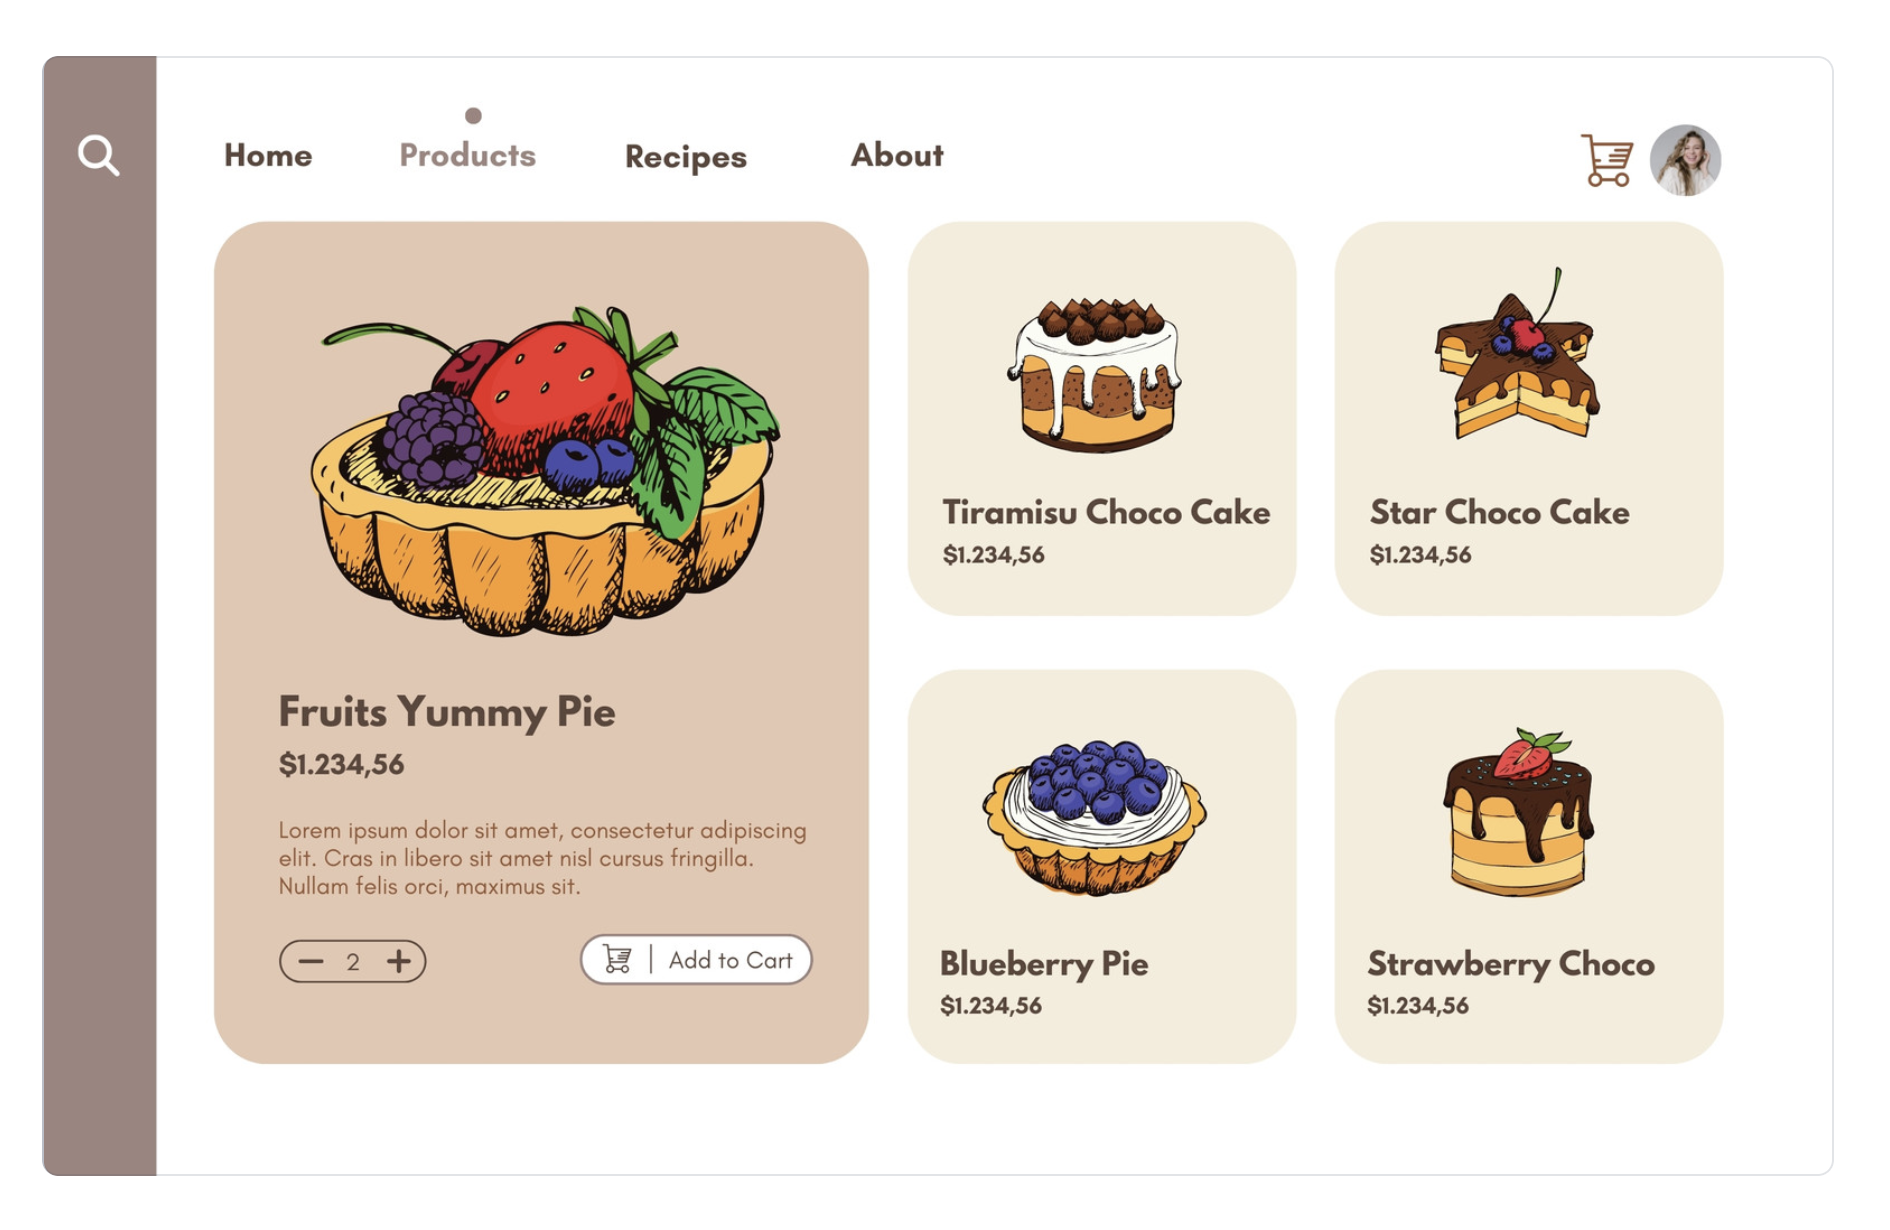 Home
Products
Recipes
About
Fruits Yummy Pie
$1.234,56
Lorem ipsum dolor sit amet, consectetur adipiscing
elit. Cras in libero sit amet nisl cursus fringilla.
Nullam felis orci, maximus sit.
2
Add to Cart
Tiramisu Choco Cake
$1.234,56
Star Choco Cake
$1.234,56
Blueberry Pie
$1.234,56
Strawberry Choco
$1.234,56